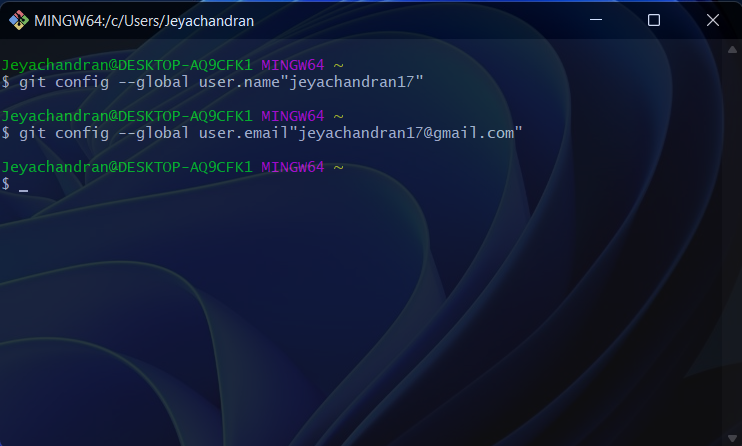 MINGW64:/c/Users/Jeyachandran
Jeyachandran@DESKTOP-AQ9CFK1 MINGW64 ~
$ git config --global user.name"jeyachandran17"
Jeyachandran@DESKTOP-AQ9CFK1 MINGW64 ~
$ git config --global user.email"jeyachandran17@gmail.com"
Jeyachandran@DESKTOP-AQ9CFK1 MINGW64 ~
$